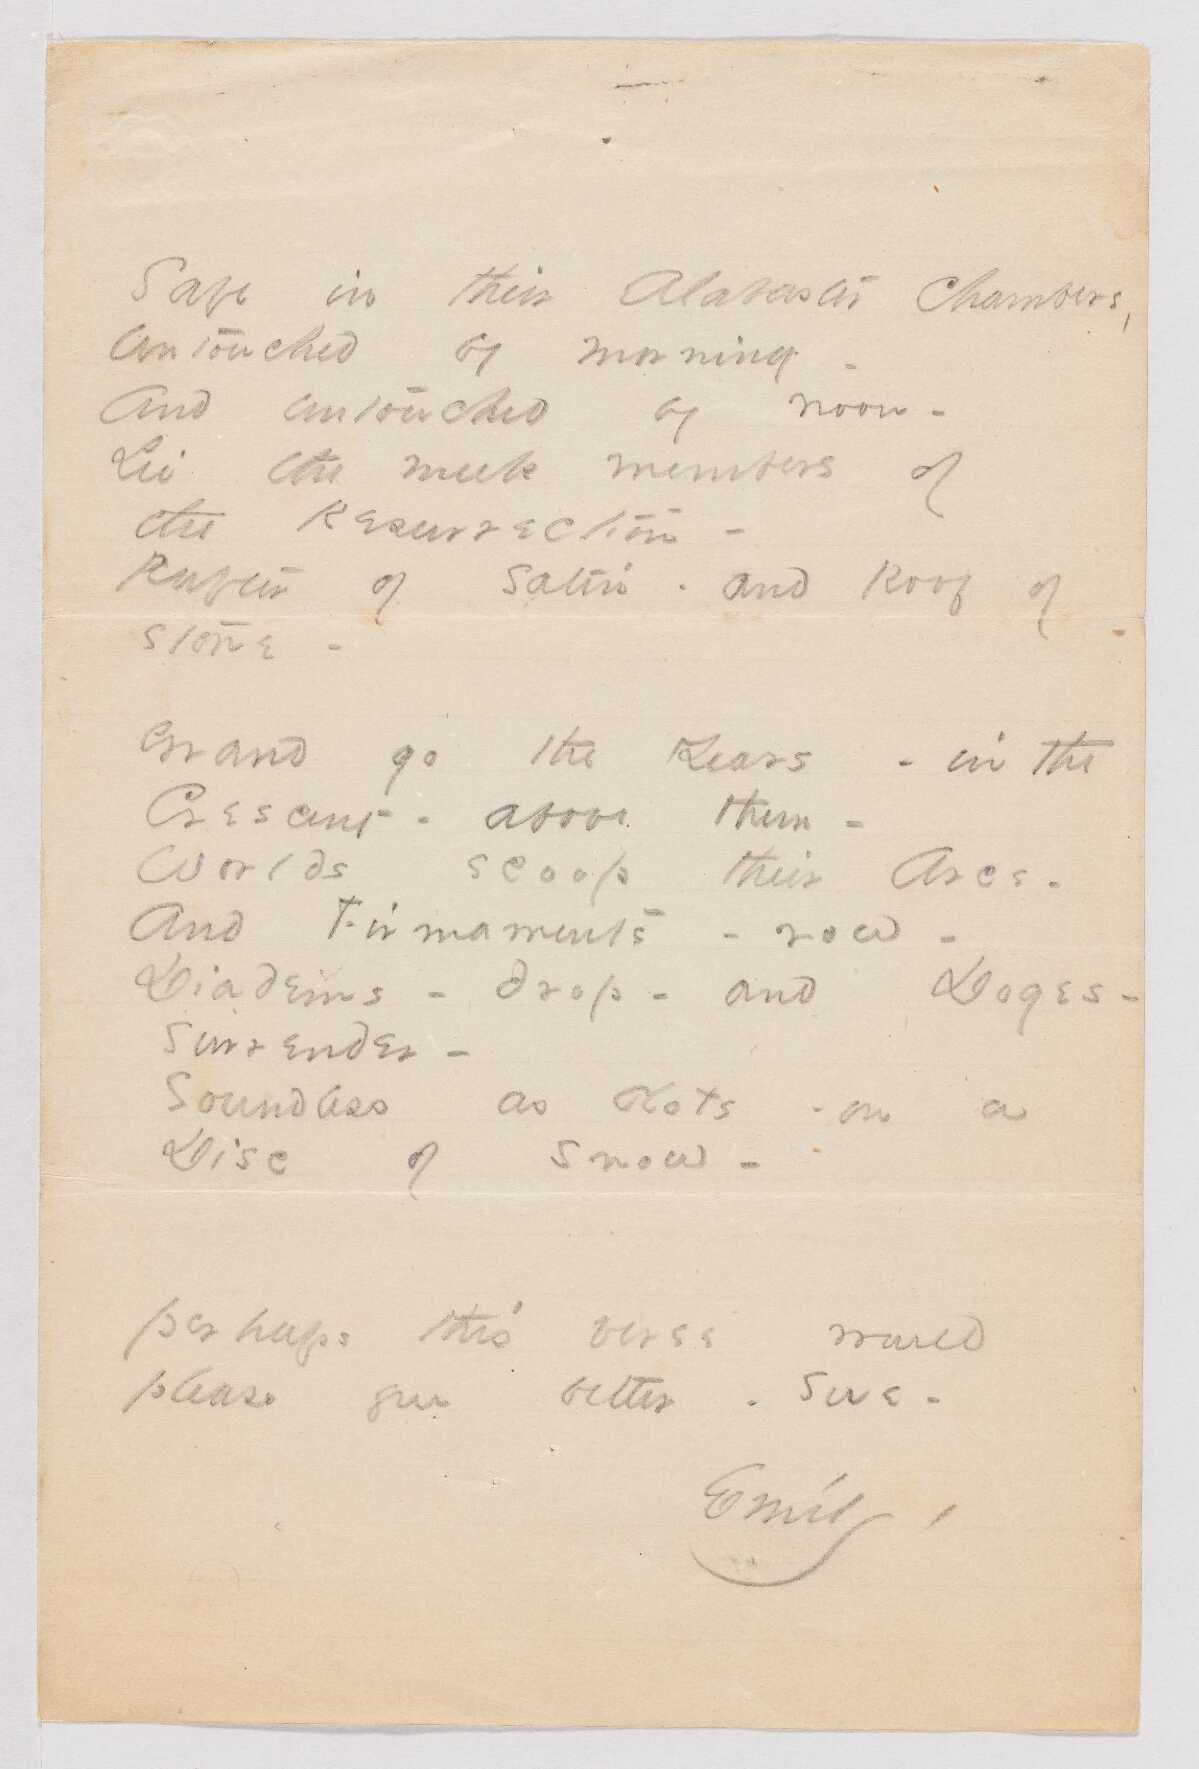 Safe in their Alabaster Chambers,
Untouched by morning -
And untouched by noon -
Lie the meek members of
the Resurrection -
Rafter of Satin - and Roof of
Stone -
Grand go the Years - in the
Crescent - above them -
Worlds scoop their Arcs -
And Firmaments - row -
Diadems - drop - and Doges -
Surrender -
Soundless as dots - on a
Disc of Snow -
Perhaps this verse would
please you better - Sue -
Emily -